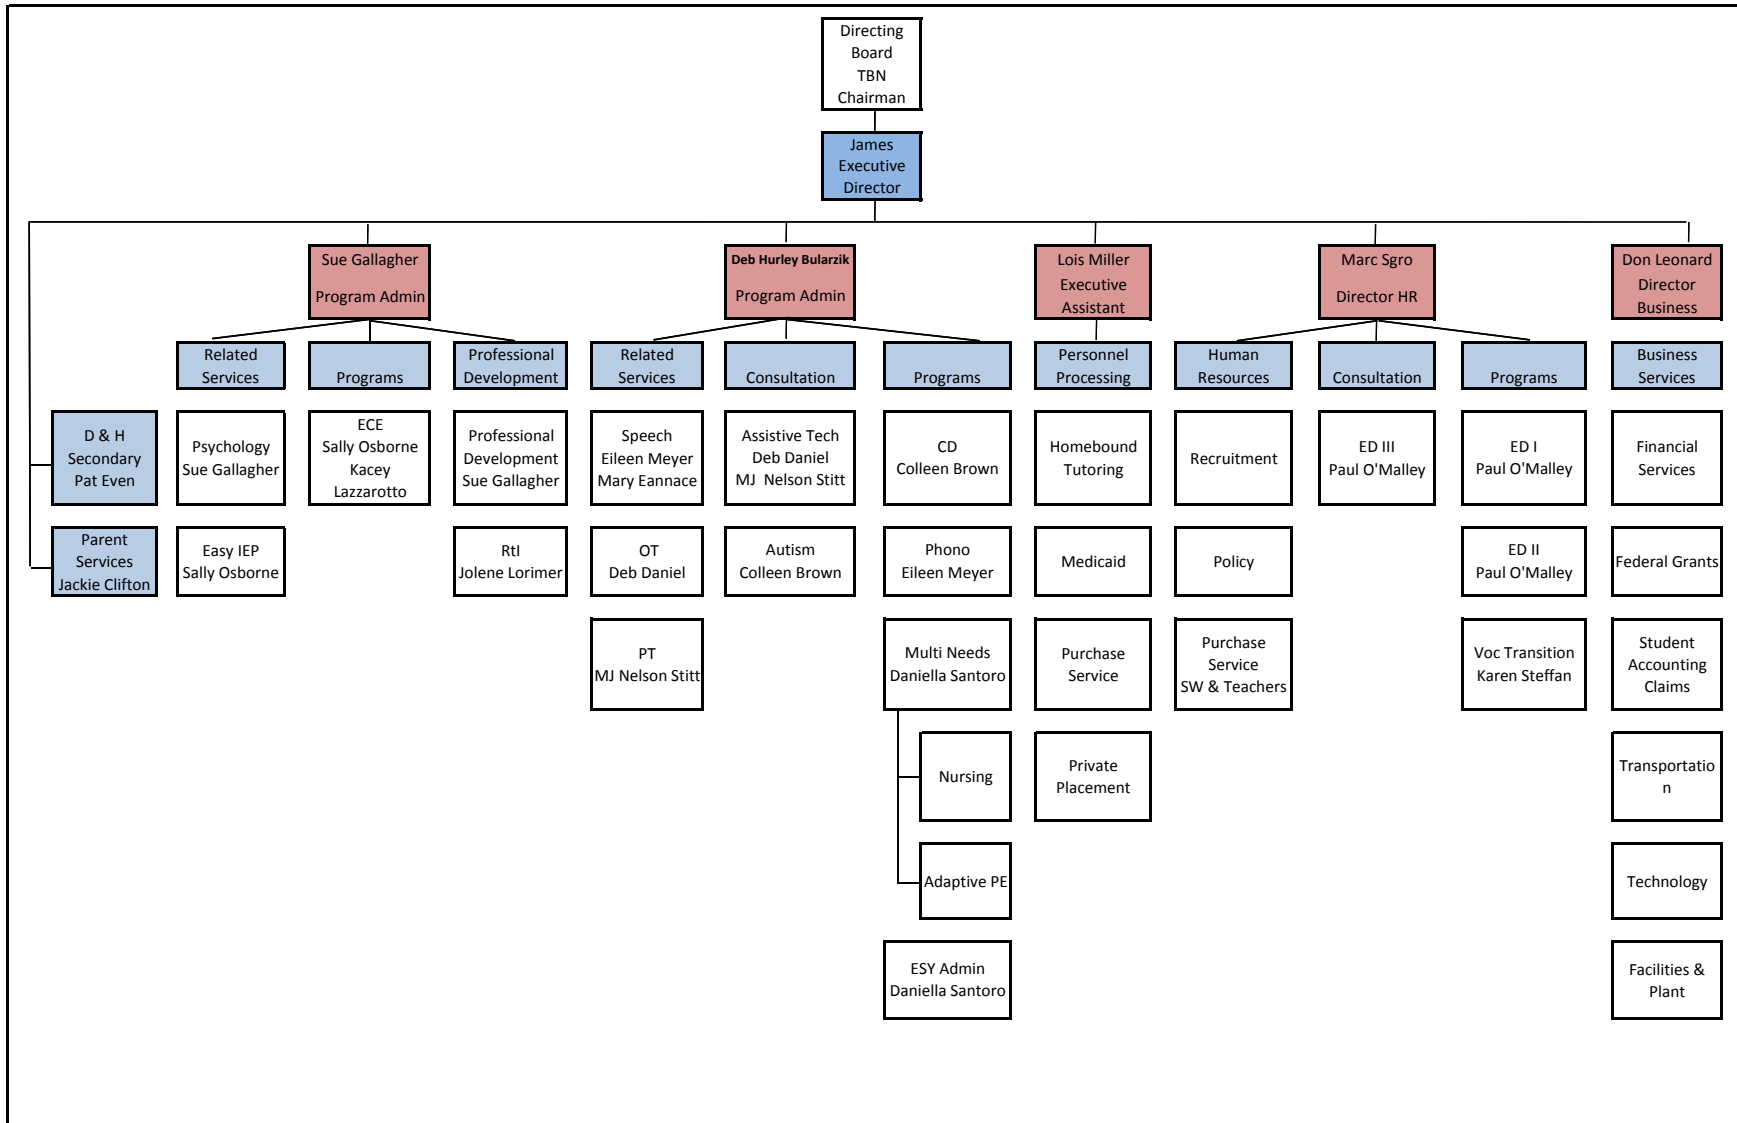 Directing
Board
TBN
Chairman
James
Executive
Director
Sue Gallagher
Program Admin
Deb Hurley Bularzik
Program Admin
Lois Miller
Executive
Assistant
Marc Sgro
Director HR
Don Leonard
Director
Business
Related
Services
Programs
Professional
Development
Related
Services
Consultation
Programs
Personnel
Processing
Human
Resources
Consultation
Programs
Business
Services
D & H
Secondary
Pat Even
Psychology
Sue Gallagher
ECE
Sally Osborne
Kacey
Lazzarotto
Professional
Development
Sue Gallagher
Speech
Eileen Meyer
Mary Eannace
Assistive Tech
Deb Daniel
MJ  Nelson Stitt
CD
Colleen Brown
Homebound
Tutoring
Recruitment
ED III
Paul O'Malley
ED I
Paul O'Malley
Financial
Services
Parent
Services
Jackie Clifton
Easy IEP
Sally Osborne
RtI
Jolene Lorimer
OT
Deb Daniel
Autism
Colleen Brown
Phono
Eileen Meyer
Medicaid
Policy
ED II
Paul O'Malley
Federal Grants
PT
MJ Nelson Stitt
Multi Needs
Daniella Santoro
Purchase
Service
Purchase
Service
SW & Teachers
Voc Transition
Karen Steffan
Student
Accounting
Claims
Nursing
Private
Placement
Transportatio
n
Adaptive PE
Technology
ESY Admin
Daniella Santoro
Facilities &
Plant